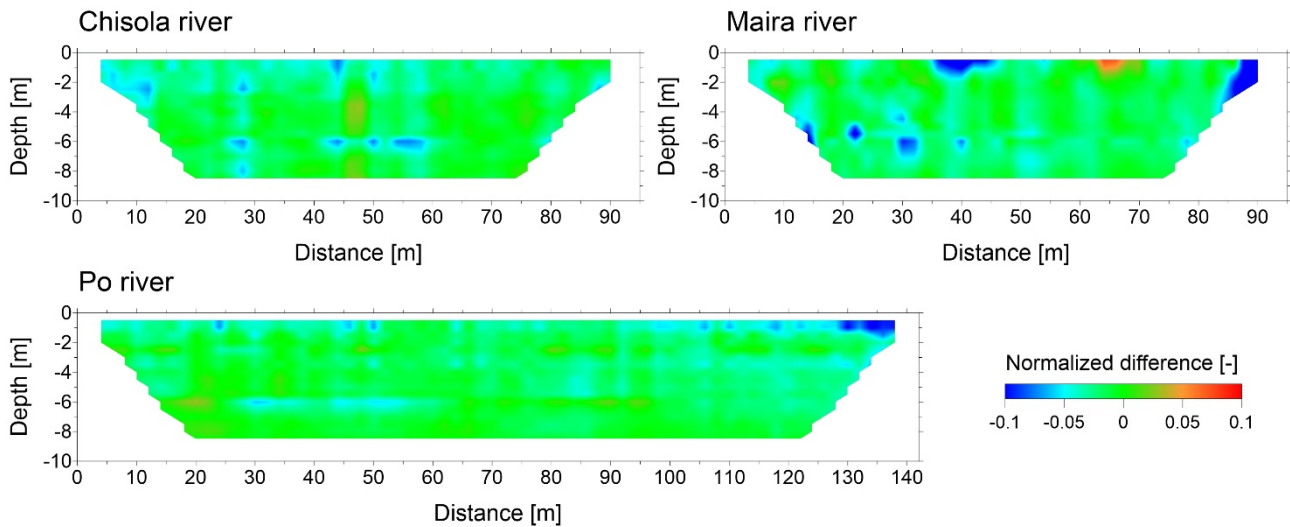 Chisola river
0
-2
-4
-6
-8
-10
Depth [m]
0 10 20 30 40 50 60 70 80 90
Distance [m]
Maira river
0
-2
-4
-6
-8
-10
Depth [m]
0 10 20 30 40 50 60 70 80 90
Distance [m]
Po river
0
-2
-4
-6
-8
-10
Depth [m]
0 10 20 30 40 50 60 70 80 90 100 110 120 130 140
Distance [m]
Normalized difference [-]
-0.1 -0.05 0 0.05 0.1